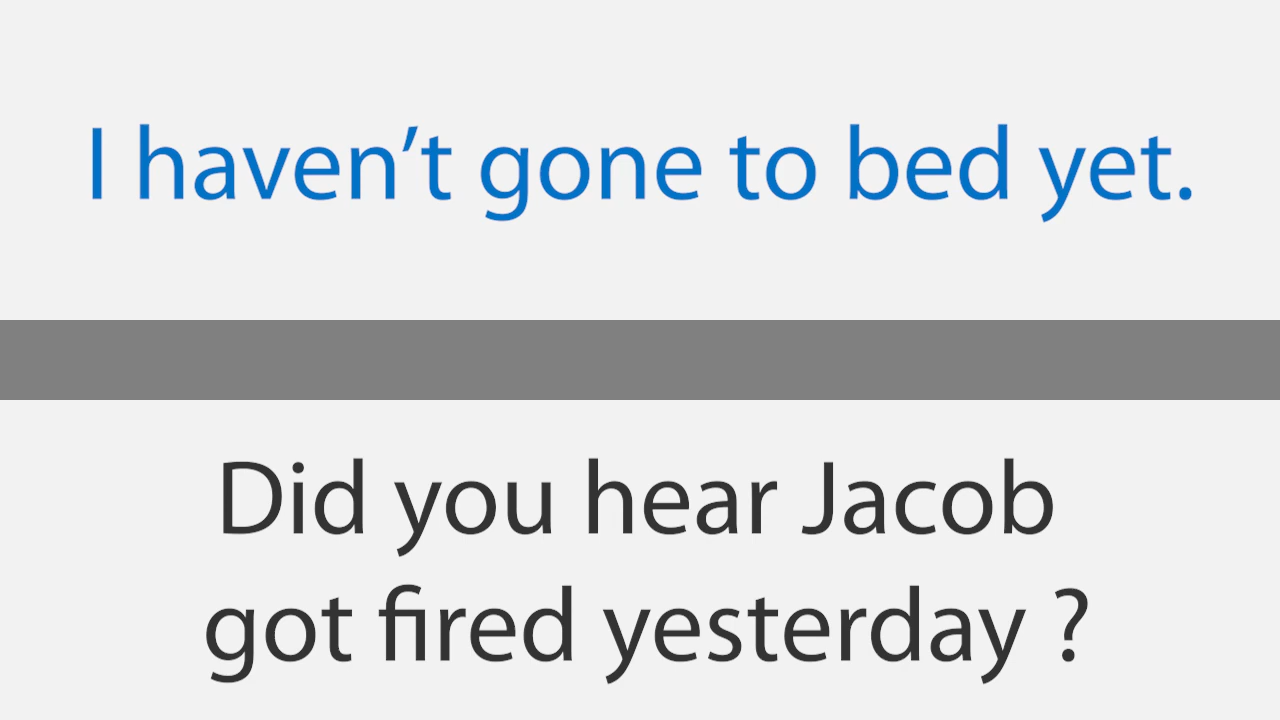 I haven’t gone to bed yet.
Did you hear Jacob
got fired yesterday ?